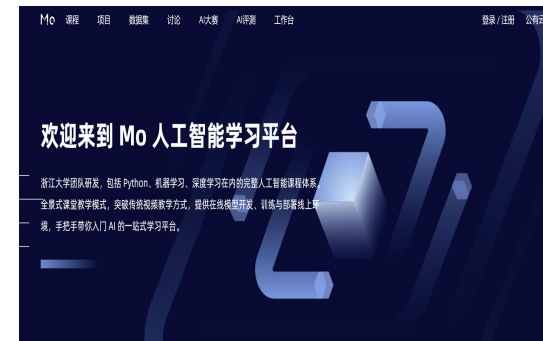 Mo 课程 项目 数据集 讨论 AI大赛 AI评测 工作台 登录 / 注册 公有云
欢迎来到 Mo 人工智能学习平台
浙江大学团队研发，包括 Python、机器学习、深度学习在内的完整人工智能课程体系。
全景式课堂教学模式，突破传统视频教学方式，提供在线模型开发、训练与部署线上环
境，手把手带你入门 AI 的一站式学习平台。